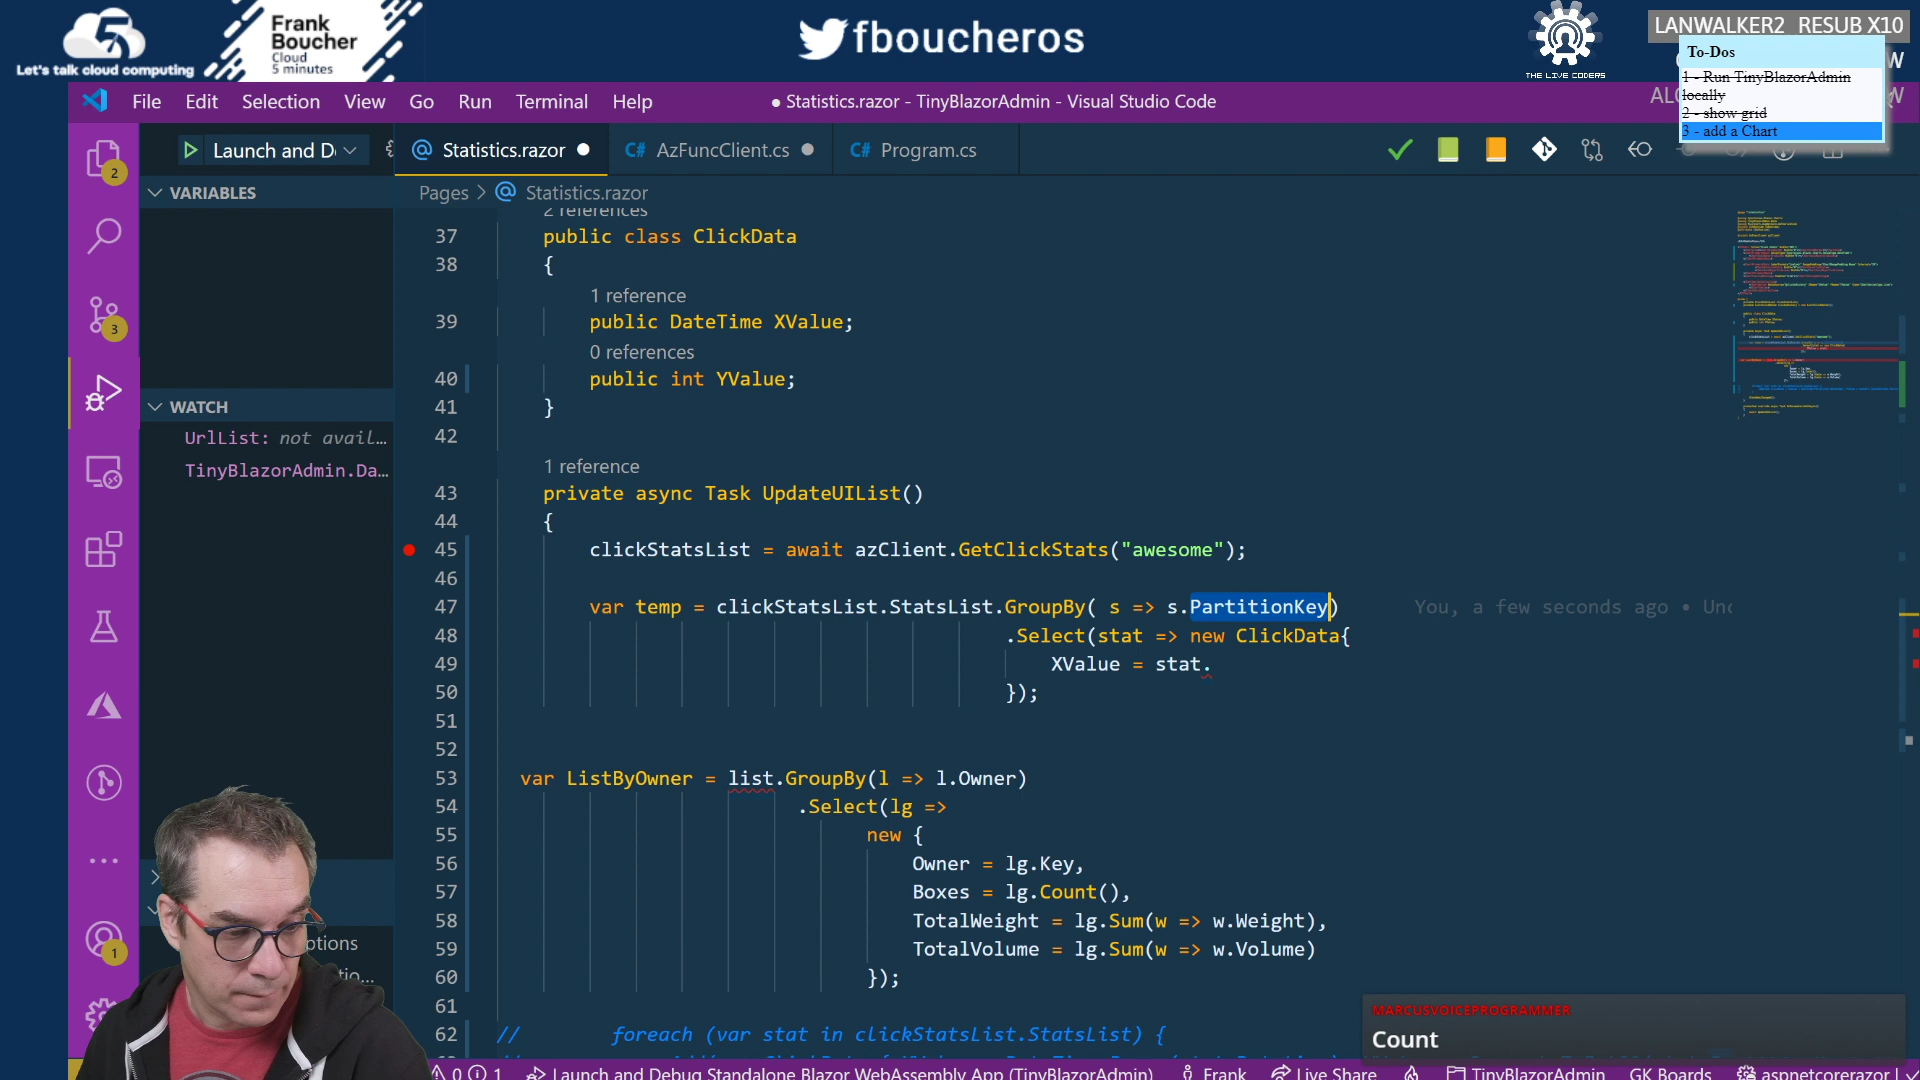 Let's talk cloud computing
Frank
Boucher
Cloud
5 minutes
fboucheros
THE LIVE CODERS
LANWALKER2 RESUB X10
To-Dos
1 - Run TinyBlazorAdmin
locally
2 - show grid
3 - add a Chart
File Edit Selection View Go Run Terminal Help
● Statistics.razor - TinyBlazorAdmin - Visual Studio Code
Launch and D
Statistics.razor
C# AzFuncClient.cs
C# Program.cs
VARIABLES
Pages > Statistics.razor
2 references
37 public class ClickData
38 {
1 reference
39 public DateTime XValue;
0 references
40 public int YValue;
41 }
42
1 reference
43 private async Task UpdateUIList()
44 {
45 clickStatsList = await azClient.GetClickStats("awesome");
46
47 var temp = clickStatsList.StatsList.GroupBy( s => s.PartitionKey)
You, a few seconds ago • Unc
48 .Select(stat => new ClickData{
49 XValue = stat.
50 });
51
52
53 var ListByOwner = list.GroupBy(l => l.Owner)
54 .Select(lg =>
55 new {
56 Owner = lg.Key,
57 Boxes = lg.Count(),
58 TotalWeight = lg.Sum(w => w.Weight),
59 TotalVolume = lg.Sum(w => w.Volume)
60 });
61
62 // foreach (var stat in clickStatsList.StatsList) {
WATCH
UrlList: not avail…
TinyBlazorAdmin.Da…
2
3
1
ptions
tio…
MARCUSVOICEPROGRAMMER
Count
0 1 Launch and Debug Standalone Blazor WebAssembly App (TinyBlazorAdmin) Frank Live Share TinyBlazorAdmin GK Boards aspnetcorerazor